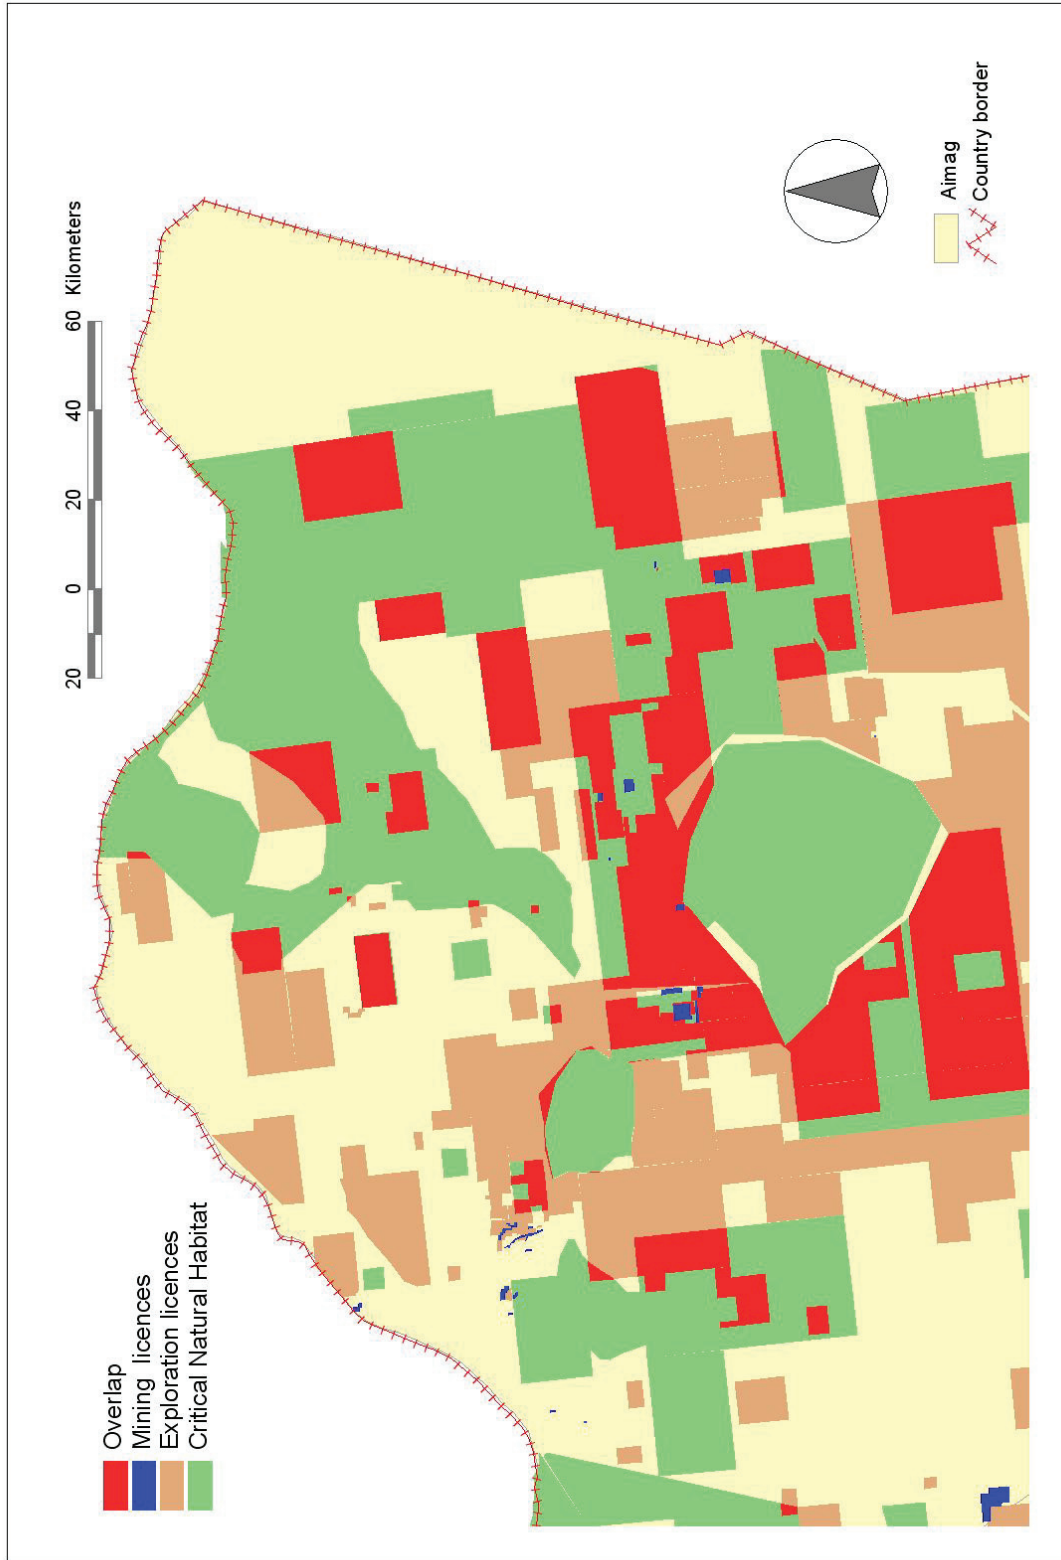 Overlap
Mining licences
Exploration licences
Critical Natural Habitat
20 0 20 40 60 Kilometers
Aimag
Country border